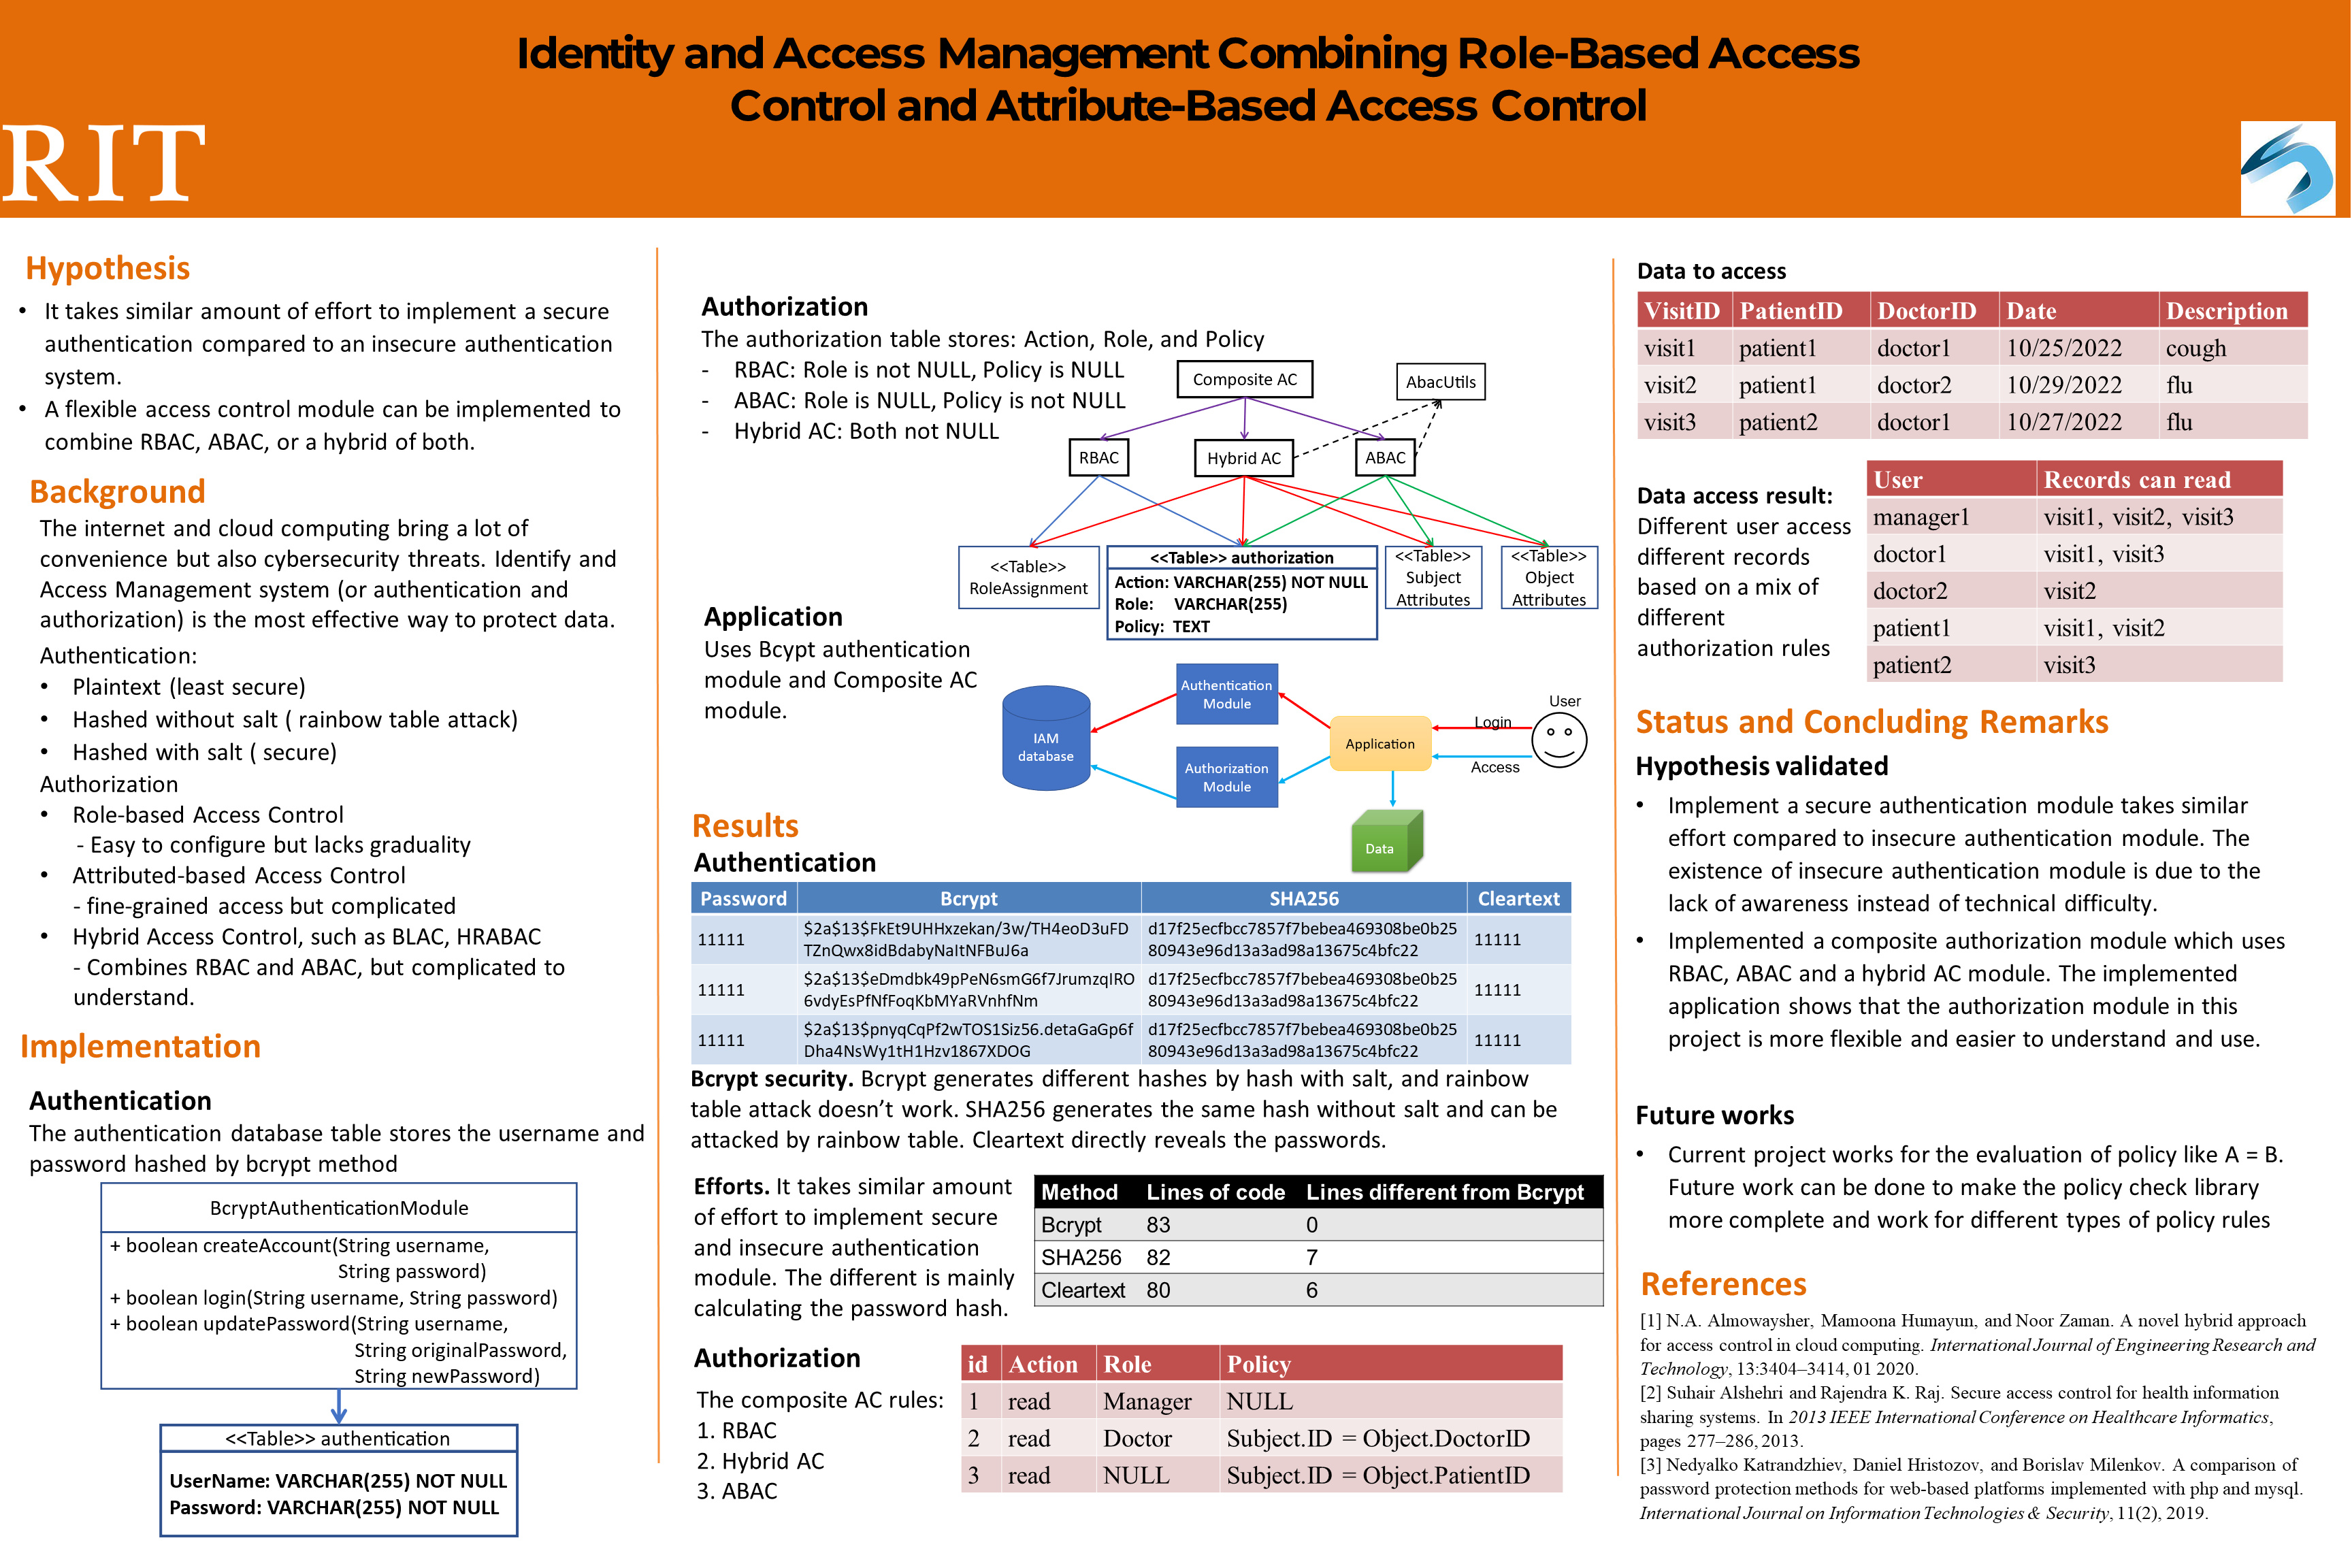 Identity and Access Management Combining Role-Based Access
Control and Attribute-Based Access Control
RIT
Hypothesis
• It takes similar amount of effort to implement a secure
authentication compared to an insecure authentication
system.
• A flexible access control module can be implemented to
combine RBAC, ABAC, or a hybrid of both.
Background
The internet and cloud computing bring a lot of
convenience but also cybersecurity threats. Identify and
Access Management system (or authentication and
authorization) is the most effective way to protect data.
Authentication:
• Plaintext (least secure)
• Hashed without salt ( rainbow table attack)
• Hashed with salt ( secure)
Authorization
• Role-based Access Control
- Easy to configure but lacks graduality
• Attributed-based Access Control
- fine-grained access but complicated
• Hybrid Access Control, such as BLAC, HRABAC
- Combines RBAC and ABAC, but complicated to
understand.
Implementation
Authentication
The authentication database table stores the username and
password hashed by bcrypt method
BcryptAuthenticationModule
+ boolean createAccount(String username,
String password)
+ boolean login(String username, String password)
+ boolean updatePassword(String username,
String originalPassword,
String newPassword)
<<Table>> authentication
UserName: VARCHAR(255) NOT NULL
Password: VARCHAR(255) NOT NULL
Authorization
The authorization table stores: Action, Role, and Policy
- RBAC: Role is not NULL, Policy is NULL
- ABAC: Role is NULL, Policy is not NULL
- Hybrid AC: Both not NULL
Composite AC
AbacUtils
RBAC
Hybrid AC
ABAC
<<Table>>
RoleAssignment
<<Table>> authorization
Action: VARCHAR(255) NOT NULL
Role: VARCHAR(255)
Policy: TEXT
<<Table>>
Subject
Attributes
<<Table>>
Object
Attributes
Application
Uses Bcypt authentication
module and Composite AC
module.
IAM
database
Authentication
Module
Authorization
Module
Application
Login
Access
User
Data
Results
Authentication
Password Bcrypt SHA256 Cleartext
11111 $2a$13$FkEt9UHHxzekan/3w/TH4eoD3uFD d17f25ecfbcc7857f7bebea469308be0b25 11111
TZnQwx8idBdabyNaItNFBuJ6a 80943e96d13a3ad98a13675c4bfc22
11111 $2a$13$eDmdbk49pPeN6smG6f7JrumzqIRO d17f25ecfbcc7857f7bebea469308be0b25 11111
6vdyEsPfNfFoqKbMYaRVnhfNm 80943e96d13a3ad98a13675c4bfc22
11111 $2a$13$pnyqCqPf2wTOS1Siz56.detaGaGp6f d17f25ecfbcc7857f7bebea469308be0b25 11111
Dha4NsWy1tH1Hzv1867XDOG 80943e96d13a3ad98a13675c4bfc22
Bcrypt security. Bcrypt generates different hashes by hash with salt, and rainbow
table attack doesn’t work. SHA256 generates the same hash without salt and can be
attacked by rainbow table. Cleartext directly reveals the passwords.
Efforts. It takes similar amount
of effort to implement secure
and insecure authentication
module. The different is mainly
calculating the password hash.
Method Lines of code Lines different from Bcrypt
Bcrypt 83 0
SHA256 82 7
Cleartext 80 6
Authorization
The composite AC rules:
1. RBAC
2. Hybrid AC
3. ABAC
id Action Role Policy
1 read Manager NULL
2 read Doctor Subject.ID = Object.DoctorID
3 read NULL Subject.ID = Object.PatientID
Data to access
VisitID PatientID DoctorID Date Description
visit1 patient1 doctor1 10/25/2022 cough
visit2 patient1 doctor2 10/29/2022 flu
visit3 patient2 doctor1 10/27/2022 flu
Data access result:
Different user access
different records
based on a mix of
different
authorization rules
User Records can read
manager1 visit1, visit2, visit3
doctor1 visit1, visit3
doctor2 visit2
patient1 visit1, visit2
patient2 visit3
Status and Concluding Remarks
Hypothesis validated
• Implement a secure authentication module takes similar
effort compared to insecure authentication module. The
existence of insecure authentication module is due to the
lack of awareness instead of technical difficulty.
• Implemented a composite authorization module which uses
RBAC, ABAC and a hybrid AC module. The implemented
application shows that the authorization module in this
project is more flexible and easier to understand and use.
Future works
• Current project works for the evaluation of policy like A = B.
Future work can be done to make the policy check library
more complete and work for different types of policy rules
References
[1] N.A. Almowaysher, Mamoona Humayun, and Noor Zaman. A novel hybrid approach
for access control in cloud computing. International Journal of Engineering Research and
Technology, 13:3404–3414, 01 2020.
[2] Suhair Alshehri and Rajendra K. Raj. Secure access control for health information
sharing systems. In 2013 IEEE International Conference on Healthcare Informatics,
pages 277–286, 2013.
[3] Nedyalko Katrandzhiev, Daniel Hristozov, and Borislav Milenkov. A comparison of
password protection methods for web-based platforms implemented with php and mysql.
International Journal on Information Technologies & Security, 11(2), 2019.